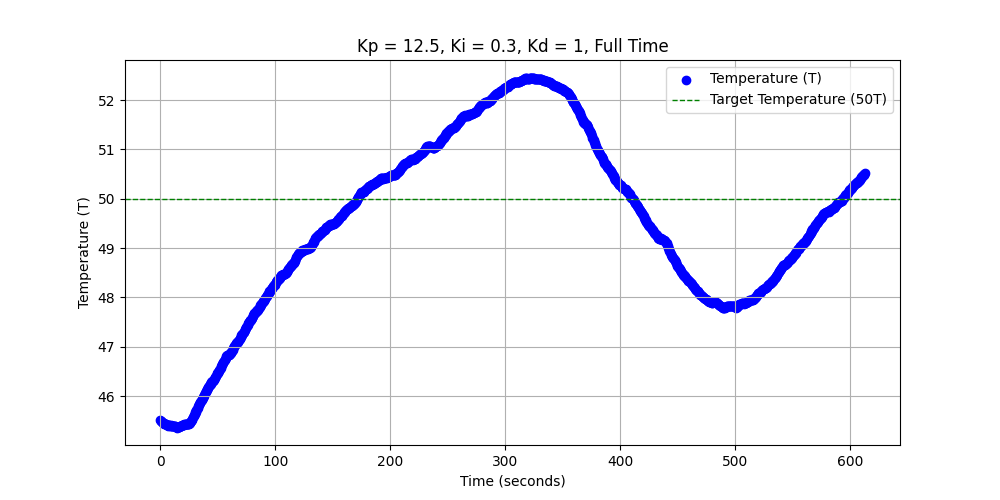 Kp = 12.5, Ki = 0.3, Kd = 1, Full Time
Temperature (T)
Target Temperature (50T)
Temperature (T)
52
51
50
49
48
47
46
0
100
200
300
400
500
600
Time (seconds)